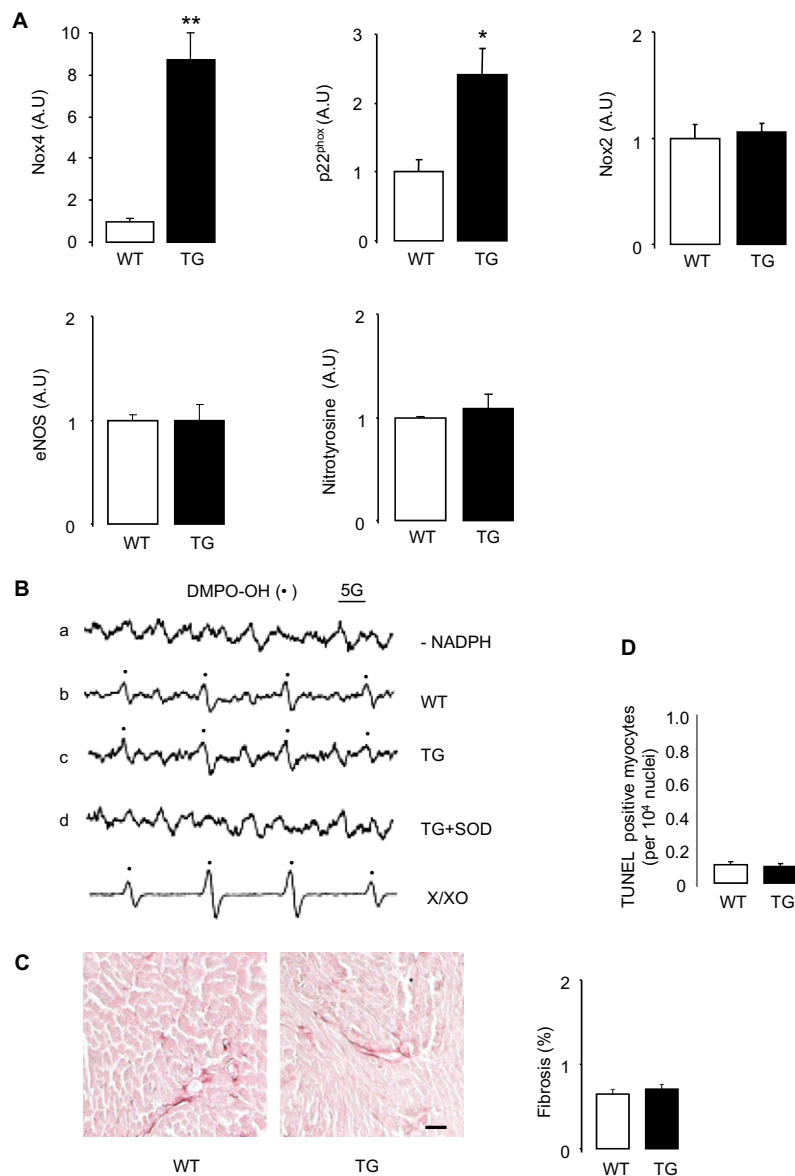 A
Nox4 (A.U)
10
8
6
4
2
0
**
WT TG
p22phox (A.U)
3
2
1
0
*
WT TG
Nox2 (A.U)
2
1
0
WT TG
eNOS (A.U)
2
1
0
WT TG
Nitrotyrosine (A.U)
2
1
0
WT TG
B
DMPO-OH (•) 5G
a - NADPH
b WT
c TG
d TG+SOD
X/XO
D
TUNEL positive myocytes
(per 10⁴ nuclei)
1.0
0.8
0.6
0.4
0.2
0
WT TG
C
WT TG
Fibrosis (%)
2
1
0
WT TG